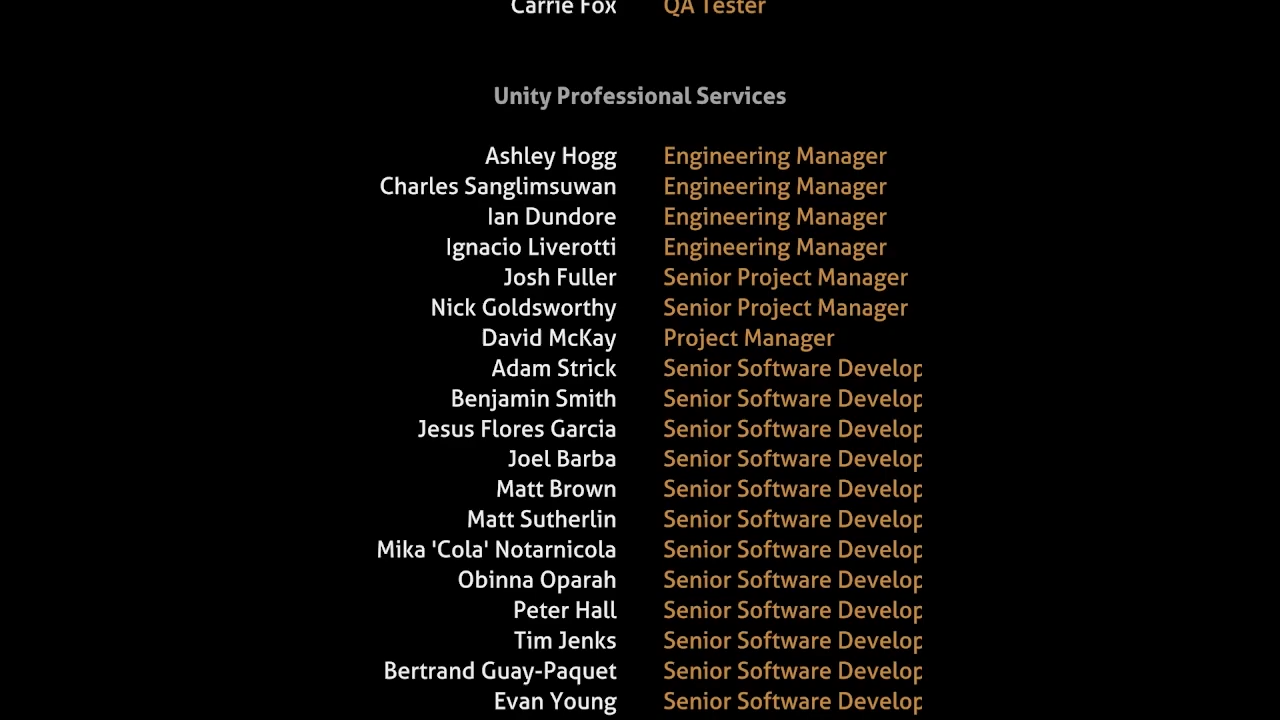 Carrie Fox QA Tester
Unity Professional Services
Ashley Hogg Engineering Manager
Charles Sanglimsuwan Engineering Manager
Ian Dundore Engineering Manager
Ignacio Liverotti Engineering Manager
Josh Fuller Senior Project Manager
Nick Goldsworthy Senior Project Manager
David McKay Project Manager
Adam Strick Senior Software Develop
Benjamin Smith Senior Software Develop
Jesus Flores Garcia Senior Software Develop
Joel Barba Senior Software Develop
Matt Brown Senior Software Develop
Matt Sutherlin Senior Software Develop
Mika 'Cola' Notarnicola Senior Software Develop
Obinna Oparah Senior Software Develop
Peter Hall Senior Software Develop
Tim Jenks Senior Software Develop
Bertrand Guay-Paquet Senior Software Develop
Evan Young Senior Software Develop